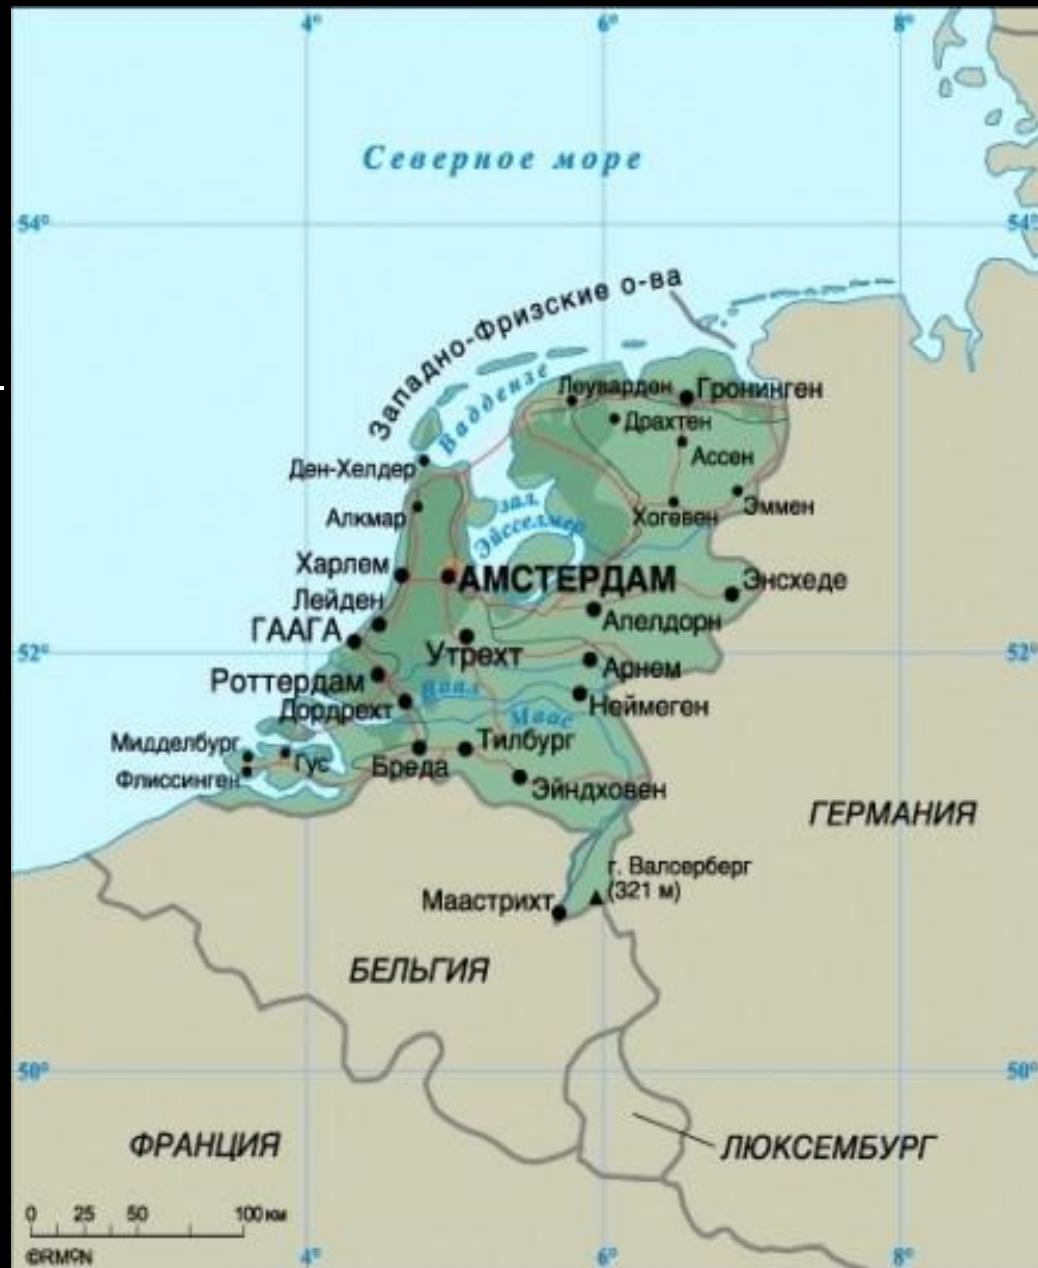 4° 6° 8°
Северное море
54° 54°
Западно-Фризские о-ва
Ваддензе
Леуварден
Гронинген
Драхтен
Ассен
Ден-Хелдер
зал.
Эйсселмер
Алкмар
Хогевен
Эммен
Харлем
АМСТЕРДАМ
Энсхеде
Лейден
Апелдорн
ГААГА
52° 52°
Утрехт
Арнем
Роттердам
Ваал
Дордрехт
Маас
Неймеген
Мидделбург
Гус
Тилбург
Бреда
Флиссинген
Эйндховен
ГЕРМАНИЯ
г. Валсерберг
(321 м)
Маастрихт
БЕЛЬГИЯ
50° 50°
ФРАНЦИЯ
ЛЮКСЕМБУРГ
0 25 50 100 км
4° 6° 8°